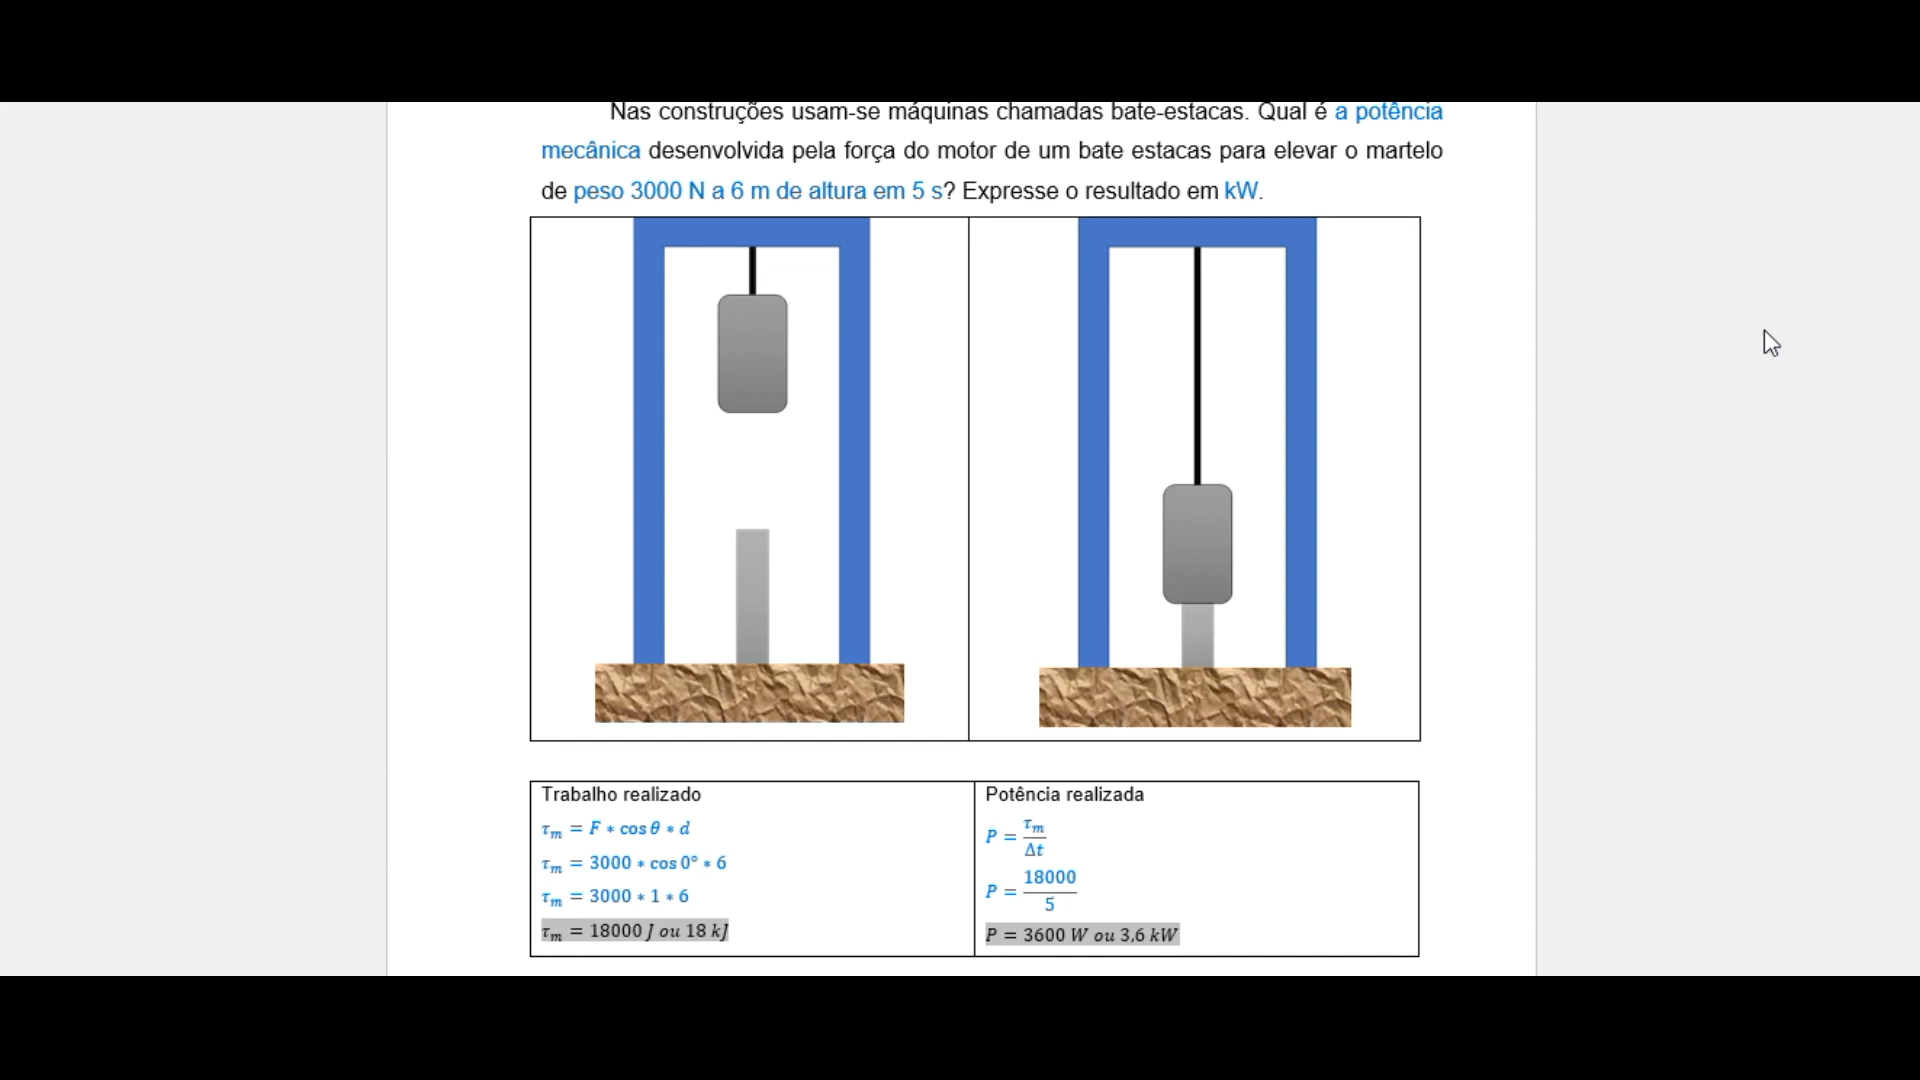 Nas construções usam-se máquinas chamadas bate-estacas. Qual é a potência
mecânica desenvolvida pela força do motor de um bate estacas para elevar o martelo
de peso 3000 N a 6 m de altura em 5 s? Expresse o resultado em kW.
Trabalho realizado
τₘ = F ∗ cos θ ∗ d
τₘ = 3000 ∗ cos 0° ∗ 6
τₘ = 3000 ∗ 1 ∗ 6
τₘ = 18000 J ou 18 kJ
Potência realizada
P = τₘ/Δt
P = 18000/5
P = 3600 W ou 3,6 kW